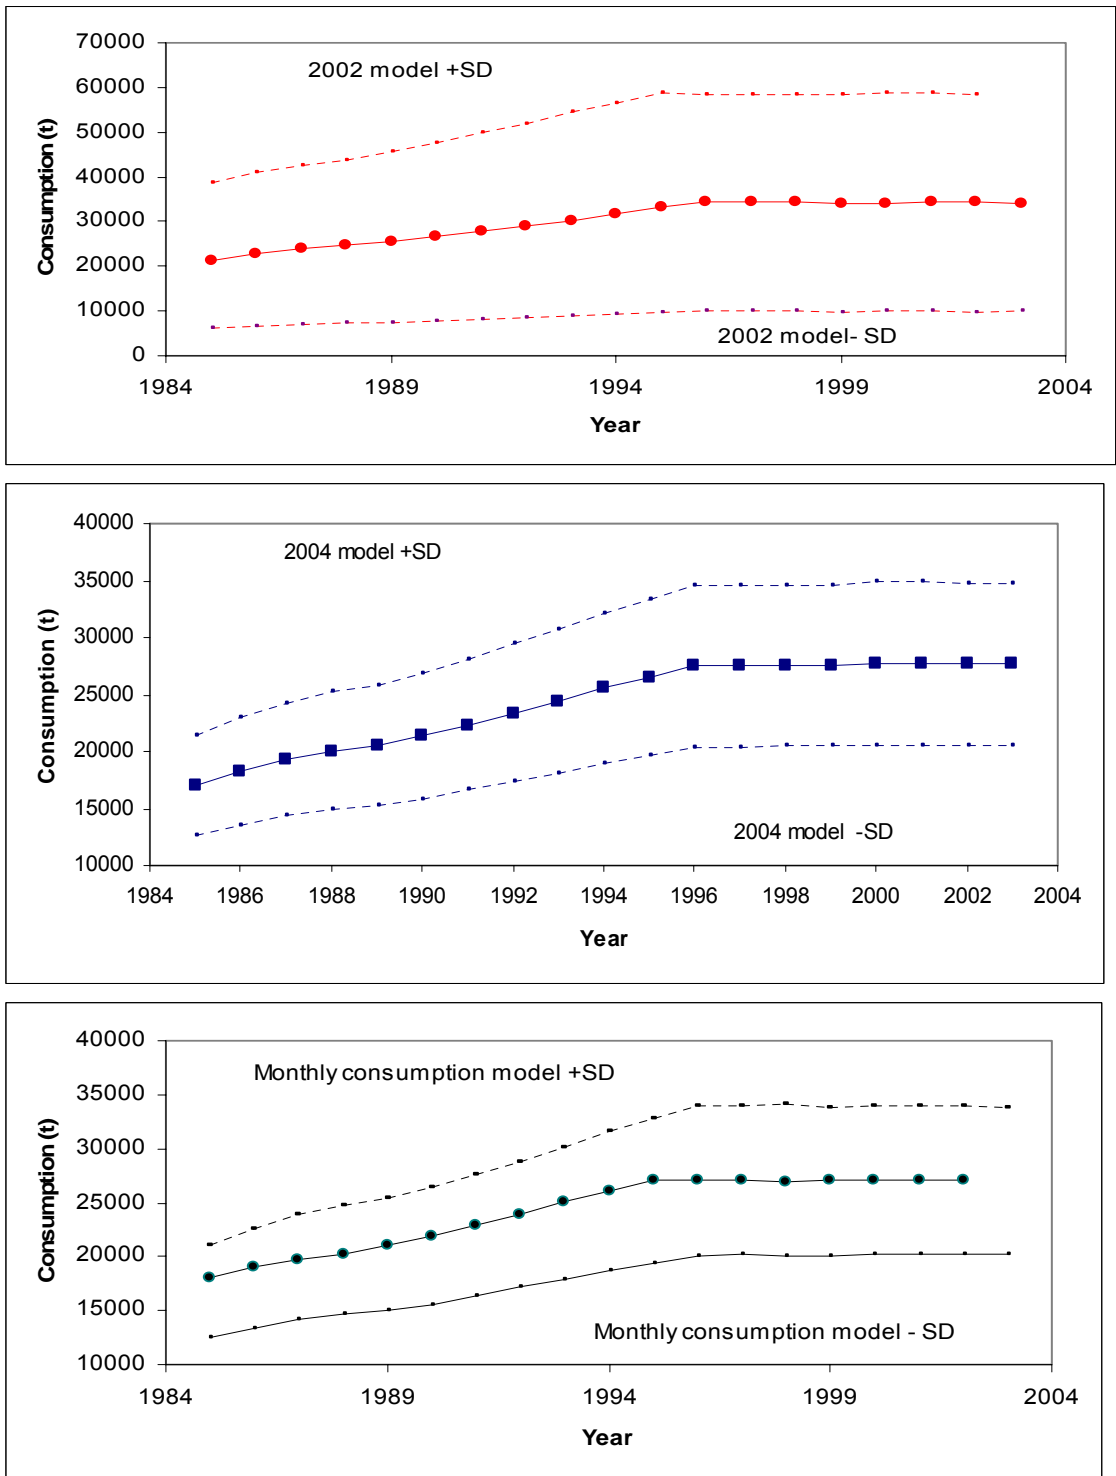 70000
60000
50000
40000
30000
20000
10000
0
Consumption (t)
2002 model +SD
2002 model- SD
1984 1989 1994 1999 2004
Year
40000
35000
30000
25000
20000
15000
10000
Consumption (t)
2004 model +SD
2004 model -SD
1984 1986 1988 1990 1992 1994 1996 1998 2000 2002 2004
Year
40000
35000
30000
25000
20000
15000
10000
Consumption (t)
Monthly consumption model +SD
Monthly consumption model - SD
1984 1989 1994 1999 2004
Year